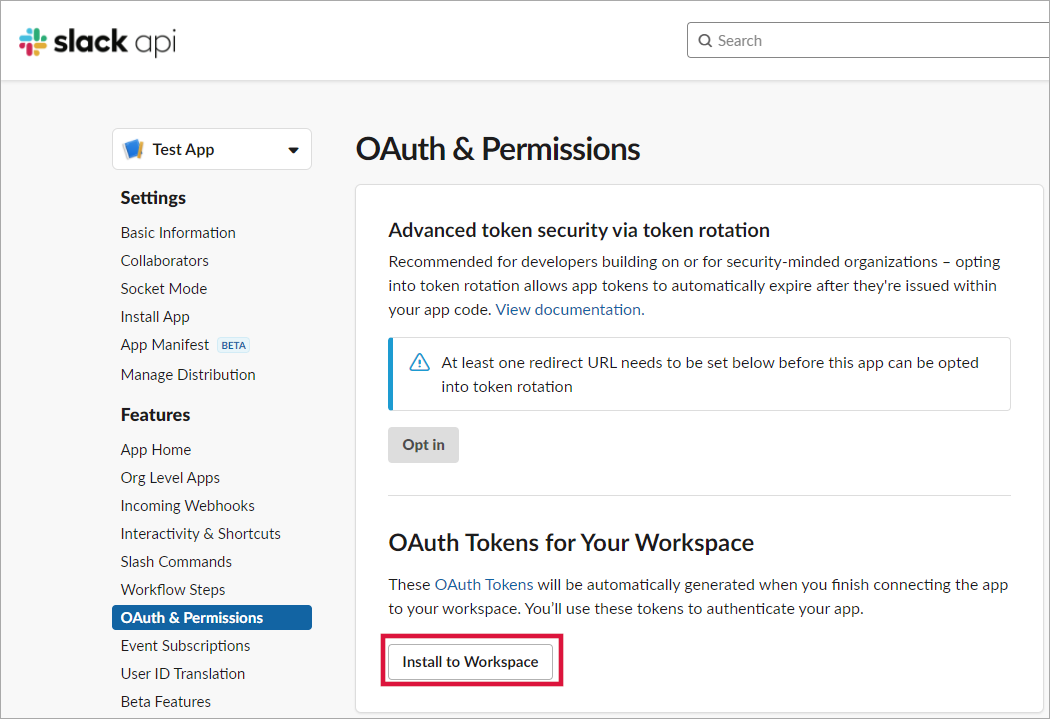 slack api
Search
Test App
Settings
Basic Information
Collaborators
Socket Mode
Install App
App Manifest BETA
Manage Distribution
Features
App Home
Org Level Apps
Incoming Webhooks
Interactivity & Shortcuts
Slash Commands
Workflow Steps
OAuth & Permissions
Event Subscriptions
User ID Translation
Beta Features
OAuth & Permissions
Advanced token security via token rotation
Recommended for developers building on or for security-minded organizations – opting
into token rotation allows app tokens to automatically expire after they're issued within
your app code. View documentation.
At least one redirect URL needs to be set below before this app can be opted
into token rotation
Opt in
OAuth Tokens for Your Workspace
These OAuth Tokens will be automatically generated when you finish connecting the app
to your workspace. You’ll use these tokens to authenticate your app.
Install to Workspace